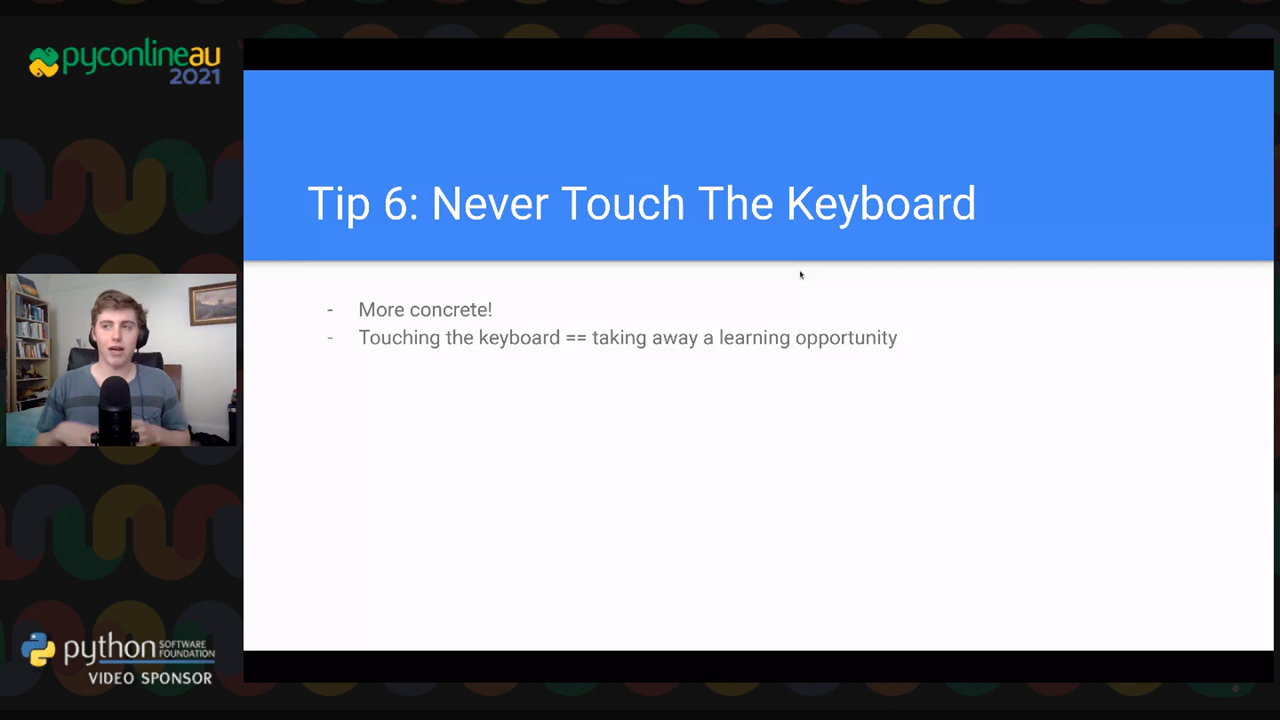 pyconlineau
2021
Tip 6: Never Touch The Keyboard
- More concrete!
- Touching the keyboard == taking away a learning opportunity
python SOFTWARE FOUNDATION
VIDEO SPONSOR